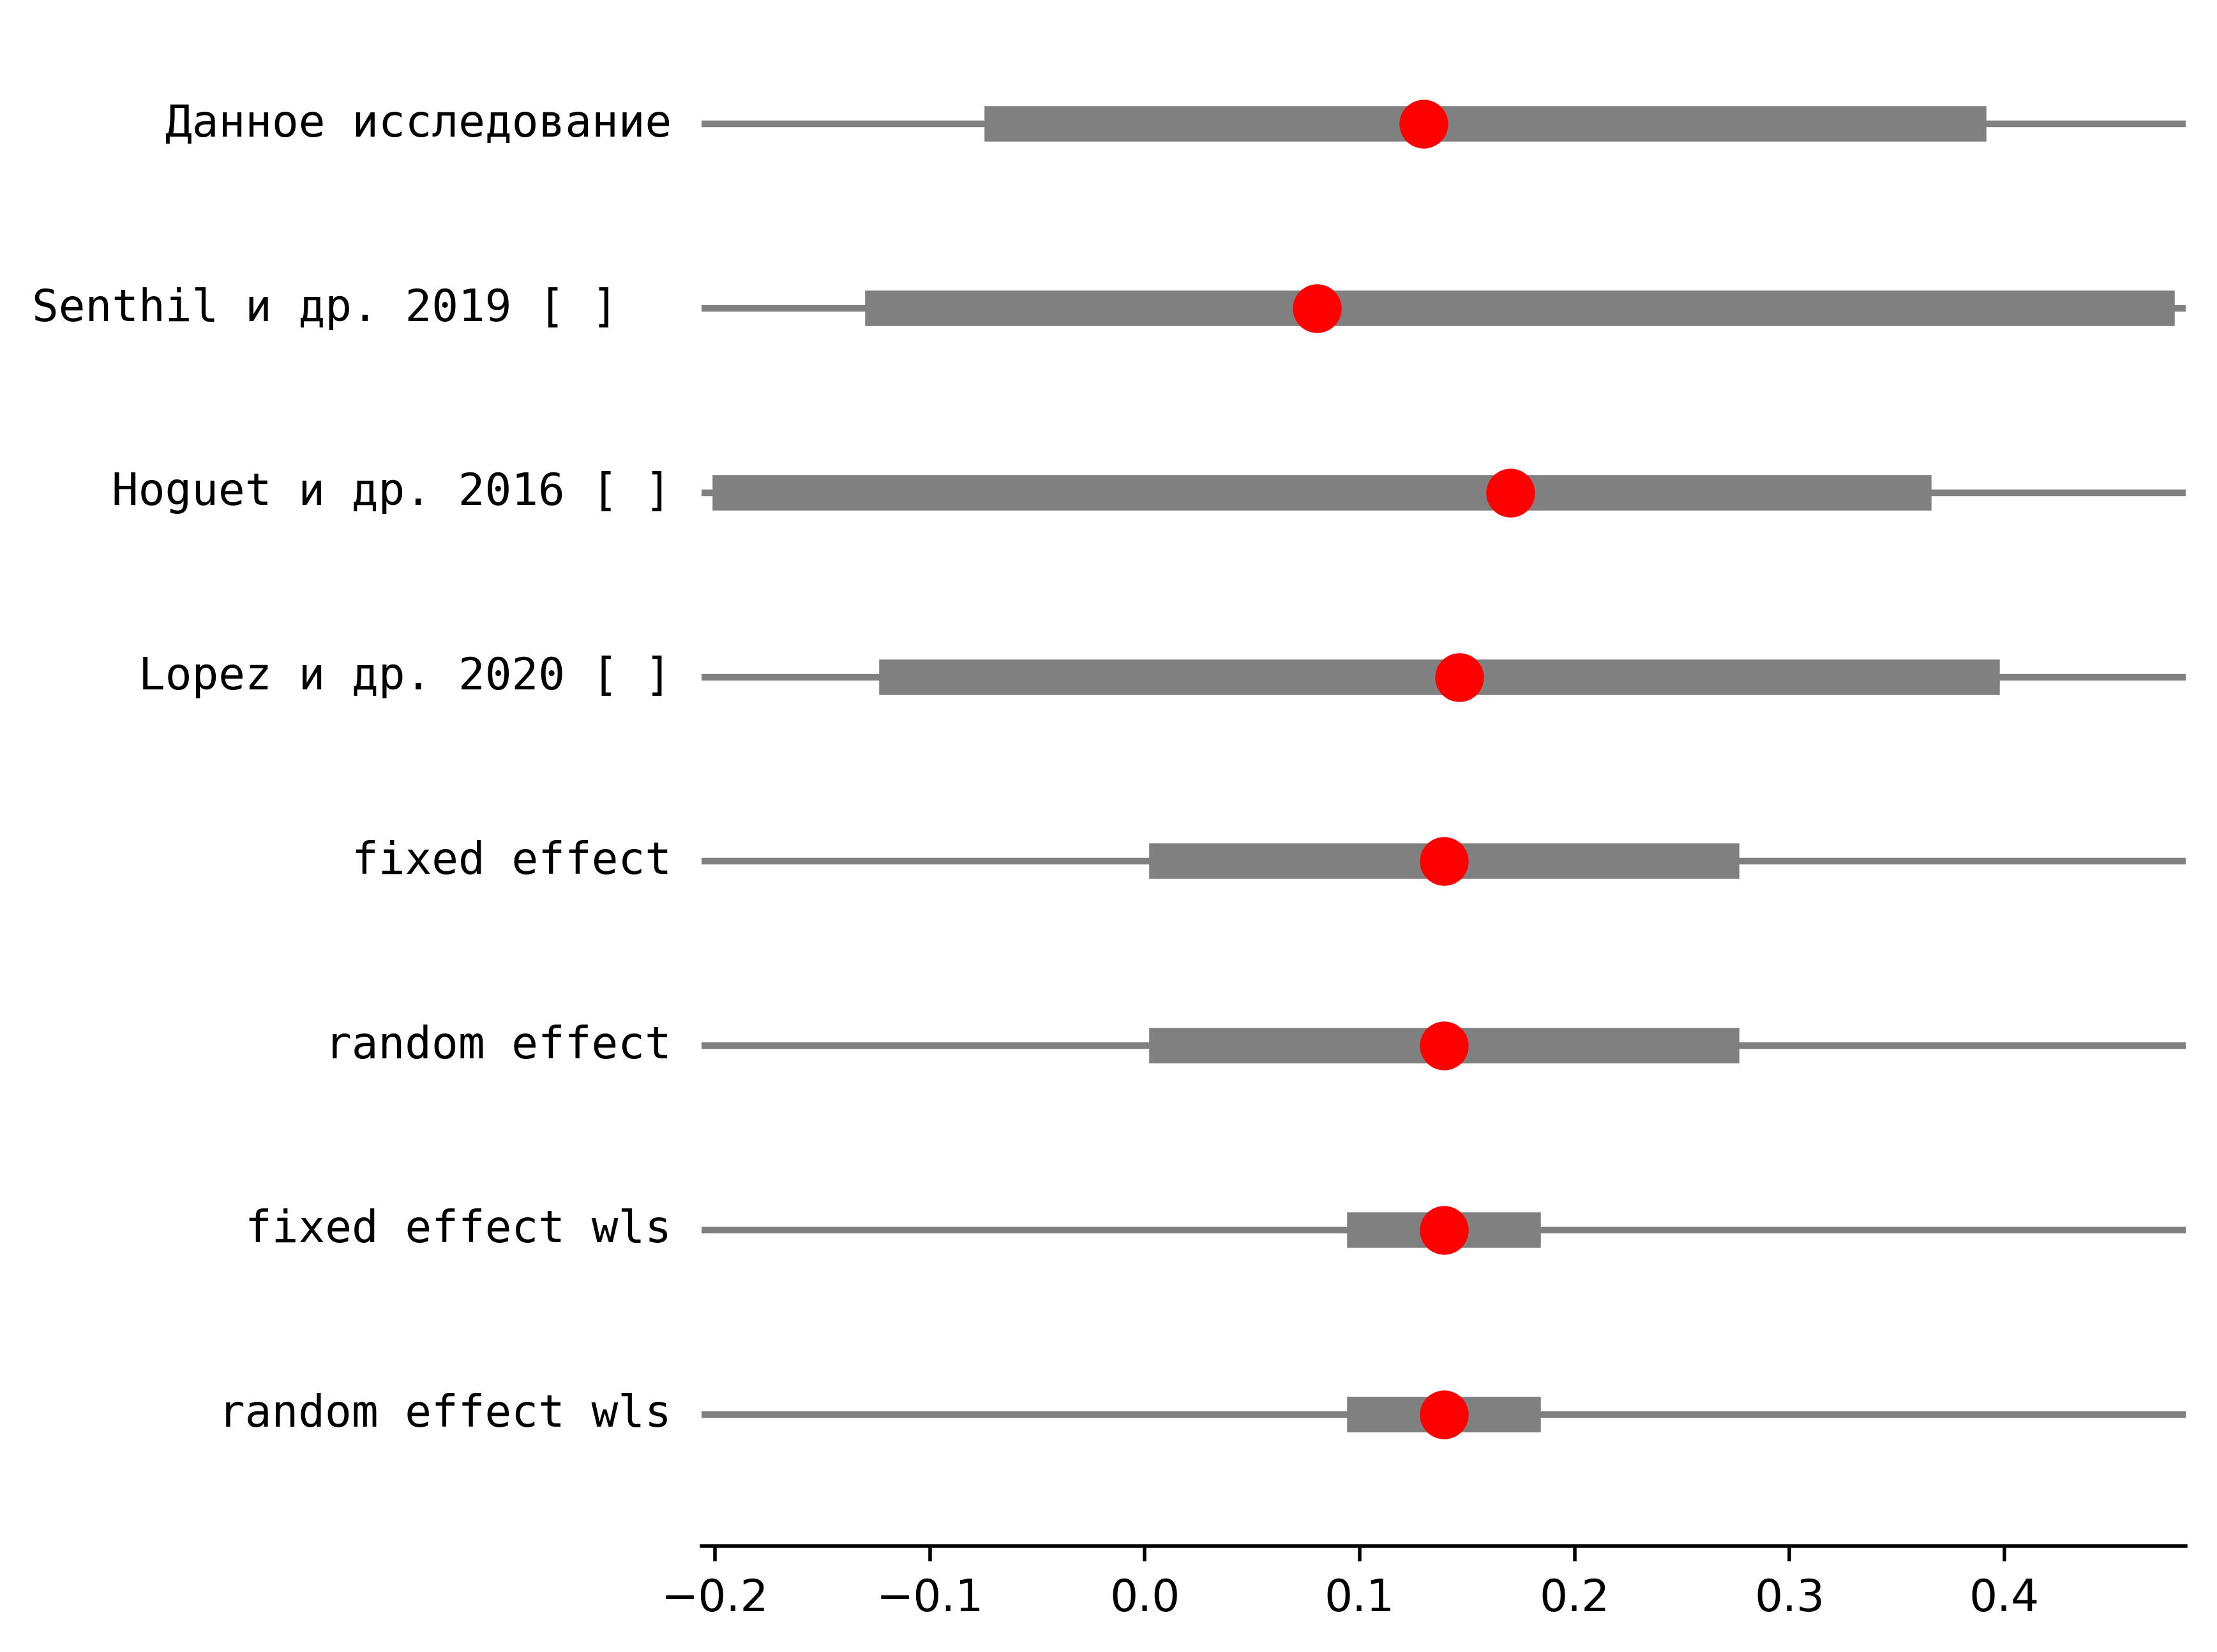 Данное исследование
Senthil и др. 2019 [ ]
Hoguet и др. 2016 [ ]
Lopez и др. 2020 [ ]
fixed effect
random effect
fixed effect wls
random effect wls
−0.2 −0.1 0.0 0.1 0.2 0.3 0.4